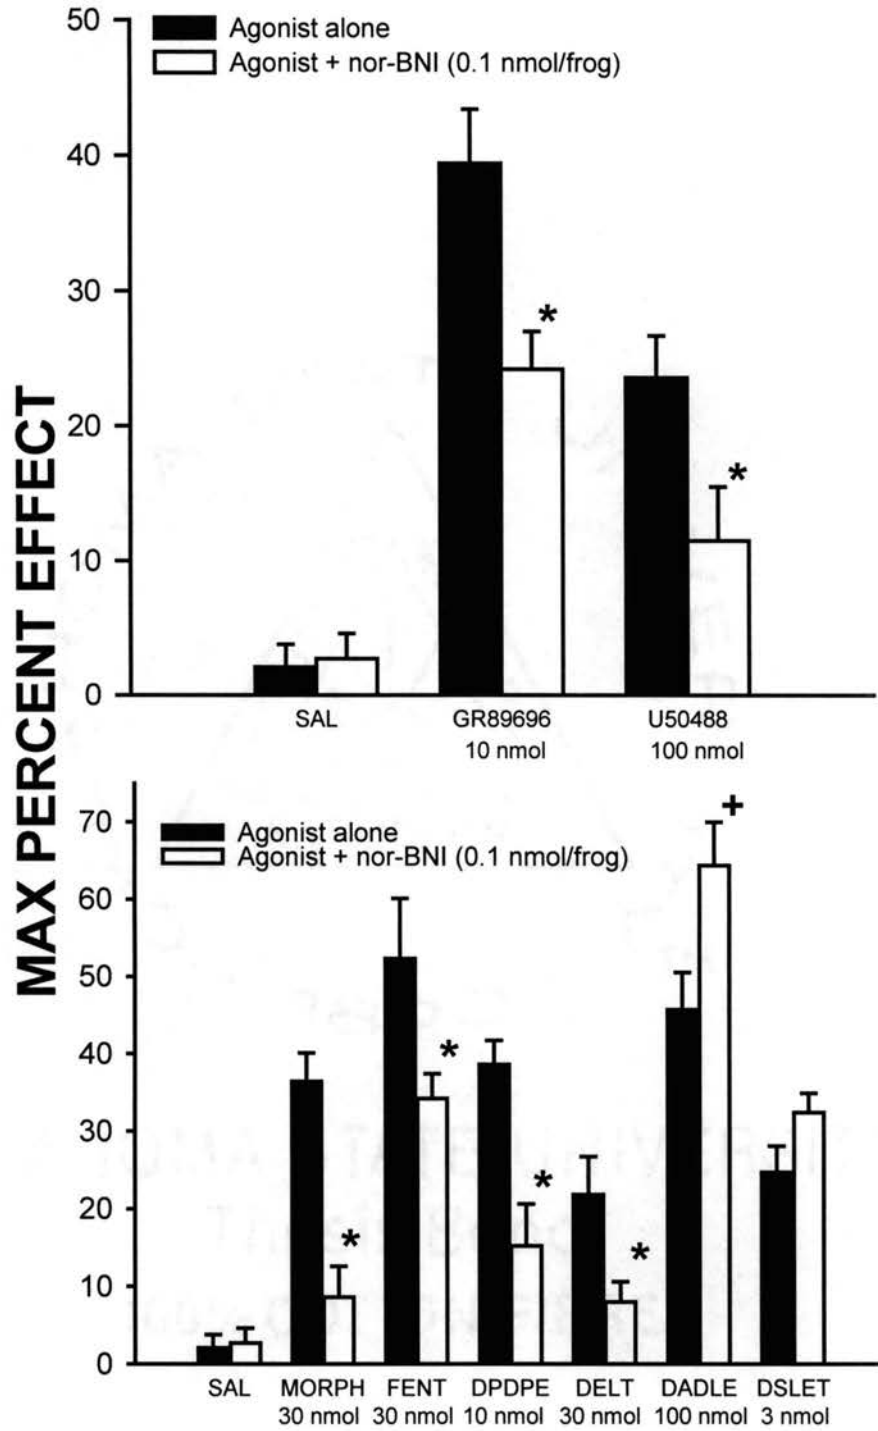 MAX PERCENT EFFECT
50
40
30
20
10
0
Agonist alone
Agonist + nor-BNI (0.1 nmol/frog)
*
*
SAL GR89696 U50488
10 nmol 100 nmol
70
60
50
40
30
20
10
0
Agonist alone
Agonist + nor-BNI (0.1 nmol/frog)
+
*
*
*
*
SAL MORPH FENT DPDPE DELT DADLE DSLET
30 nmol 30 nmol 10 nmol 30 nmol 100 nmol 3 nmol